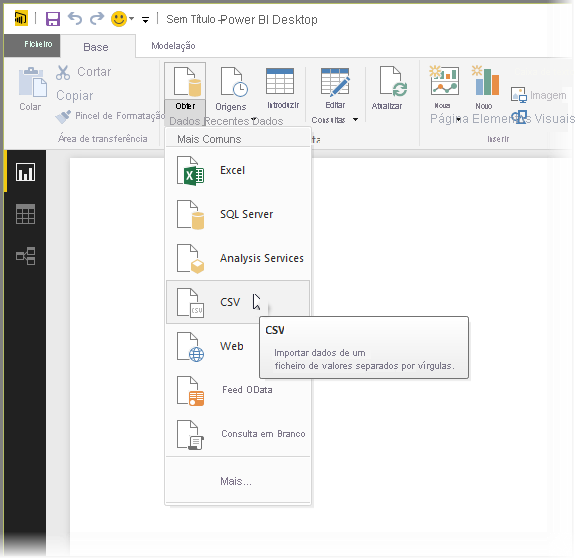 Sem Título -Power BI Desktop
Ficheiro Base Modelação
Cortar
Copiar
Pincel de Formatação
Colar
Área de transferência
Obter Origens Introduzir Editar Atualizar
Dados Recentes Dados Consultas
Nova Nuouo Imagem
Página Elementos Visuais
Inserir
ta
Mais Comuns
Excel
SQL Server
Analysis Services
CSV
CSV
Web
CSV
Importar dados de um
ficheiro de valores separados por vírgulas.
Feed OData
Consulta em Branco
Mais...